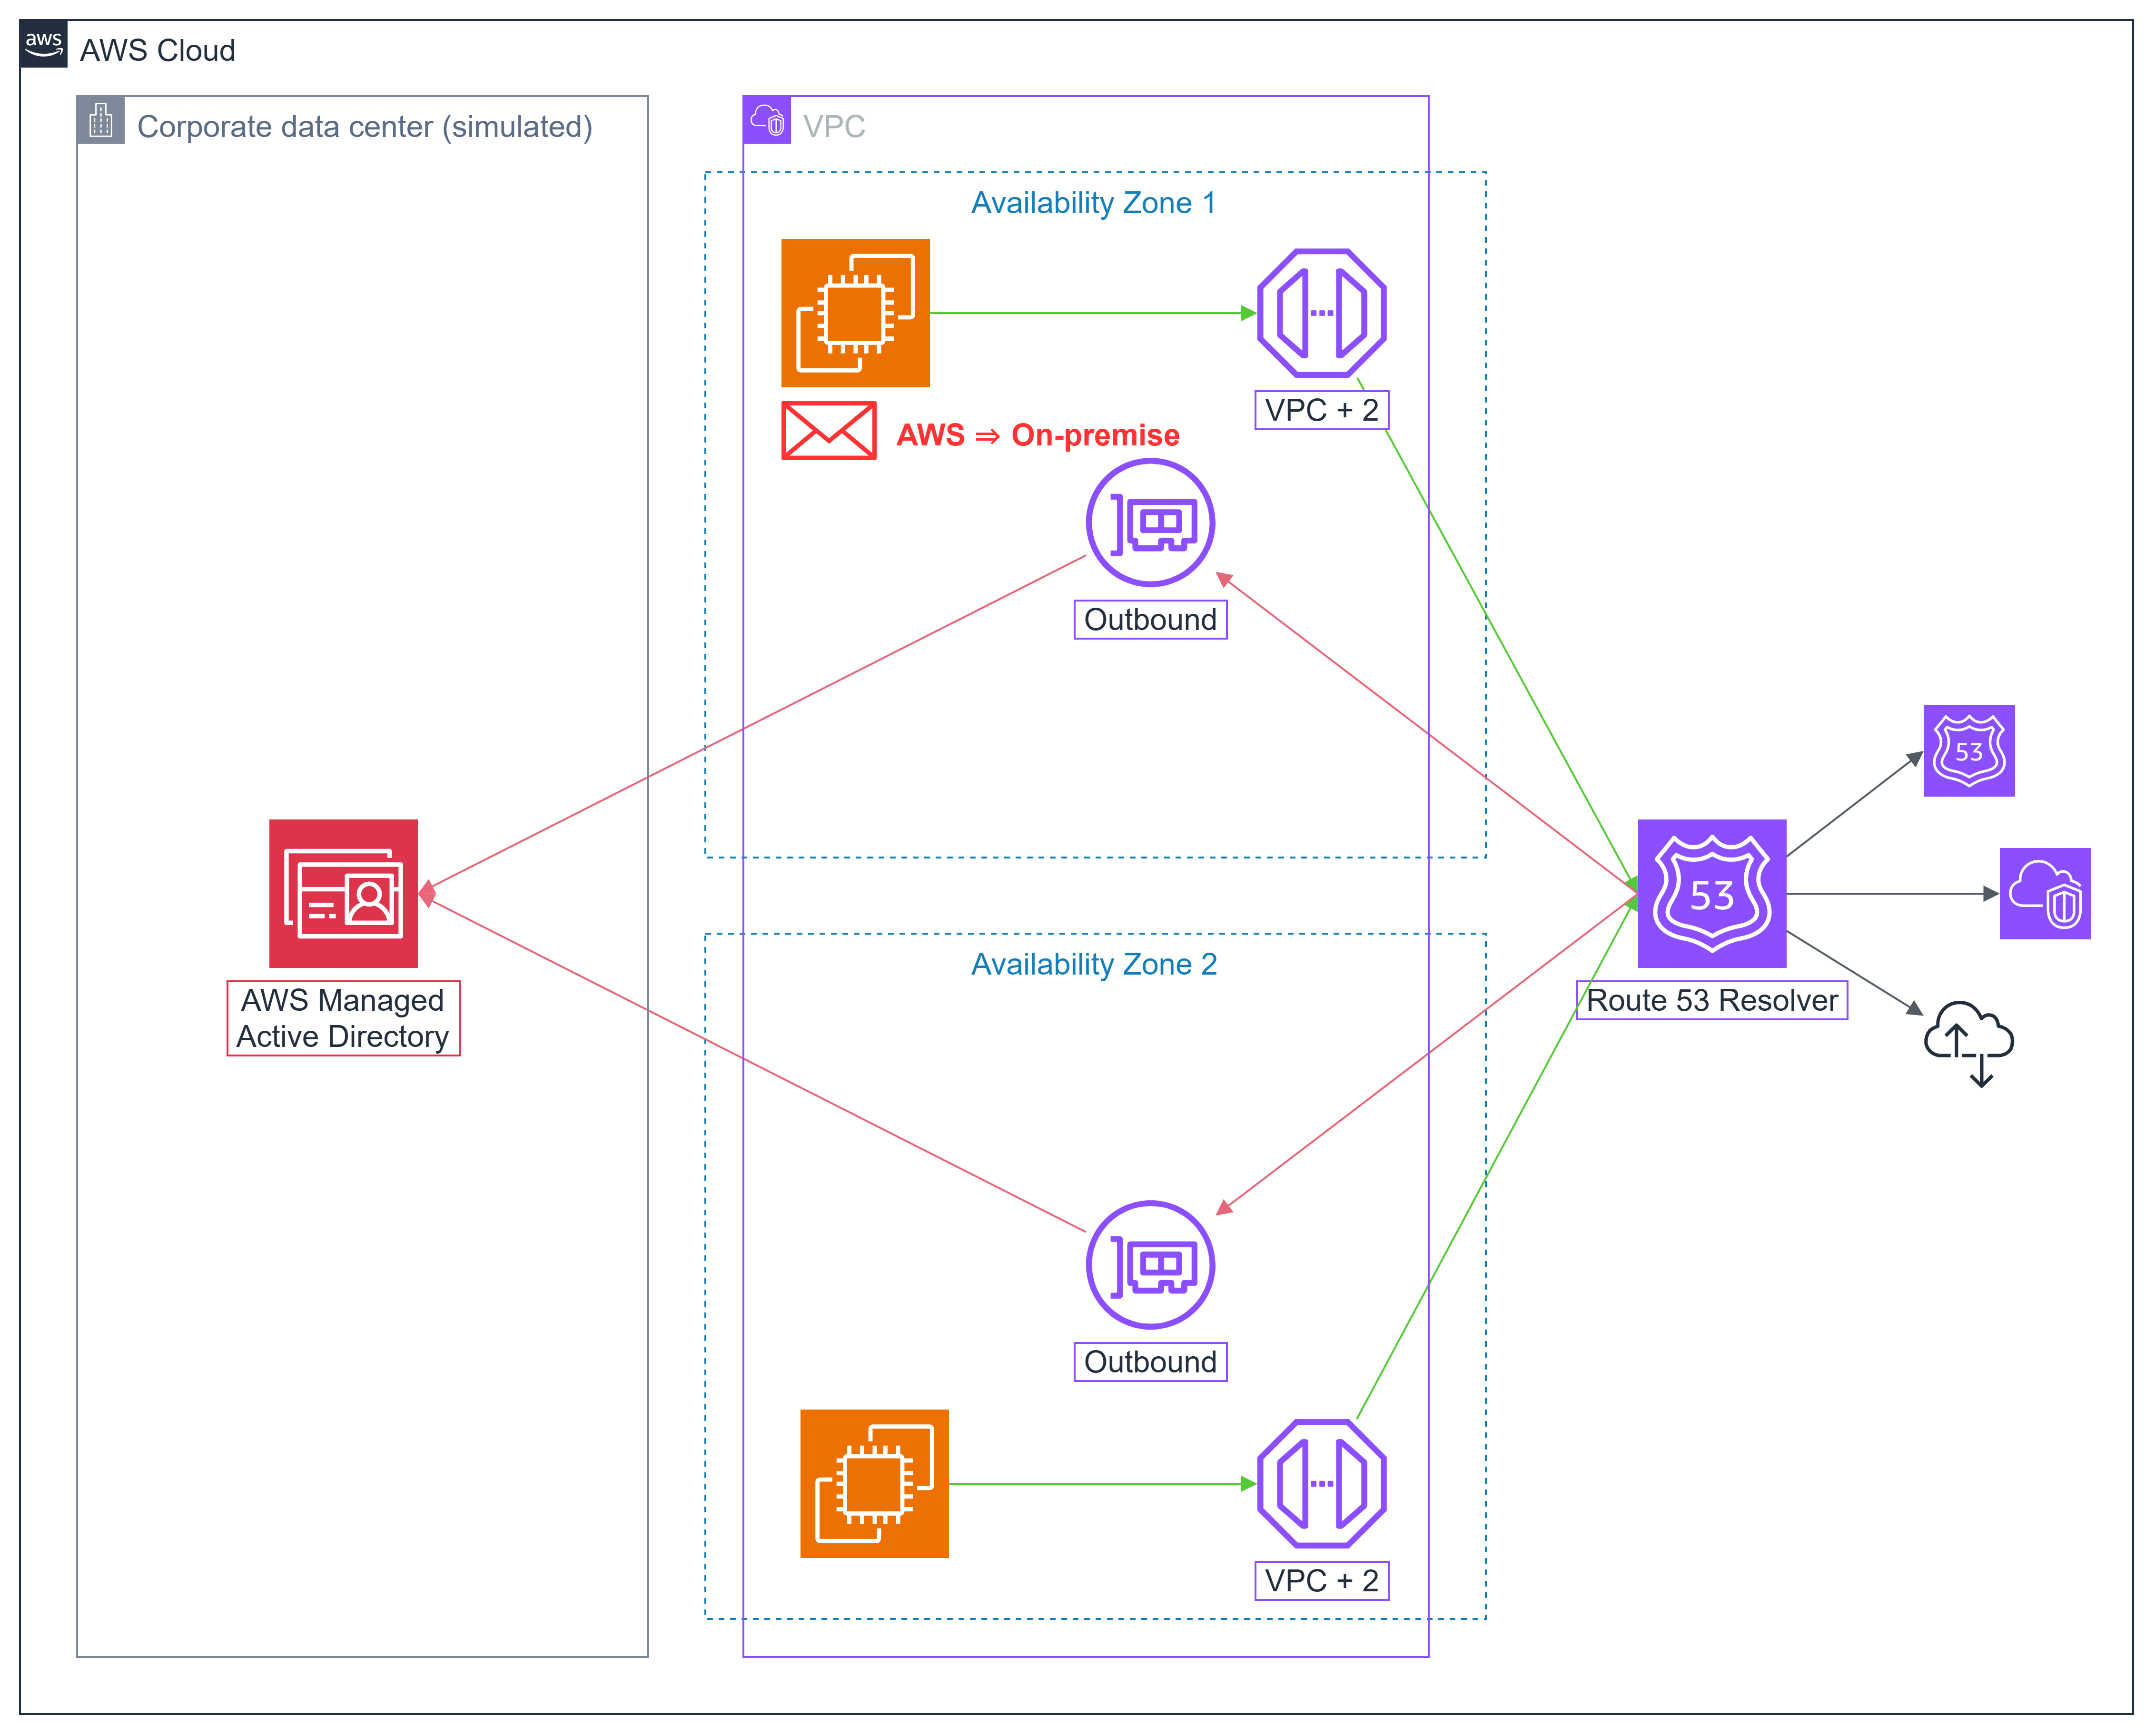 aws
AWS Cloud
Corporate data center (simulated)
VPC
Availability Zone 1
VPC + 2
AWS ⇒ On-premise
Outbound
53
53
AWS Managed
Active Directory
Availability Zone 2
Route 53 Resolver
Outbound
VPC + 2